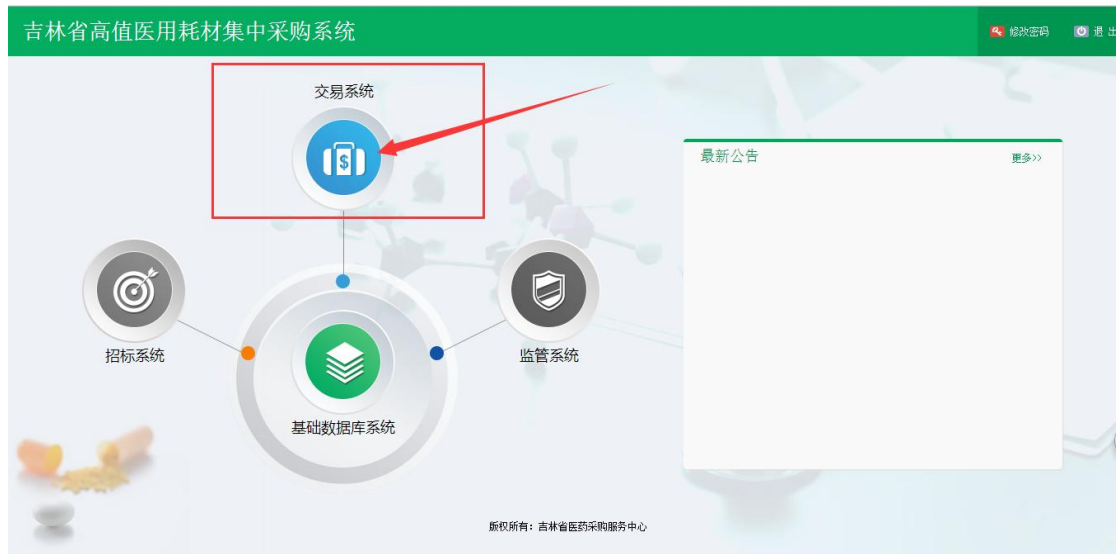 吉林省高值医用耗材集中采购系统
修改密码
退 出
交易系统
$
最新公告
更多>>
招标系统
监管系统
基础数据库系统
版权所有：吉林省医药采购服务中心